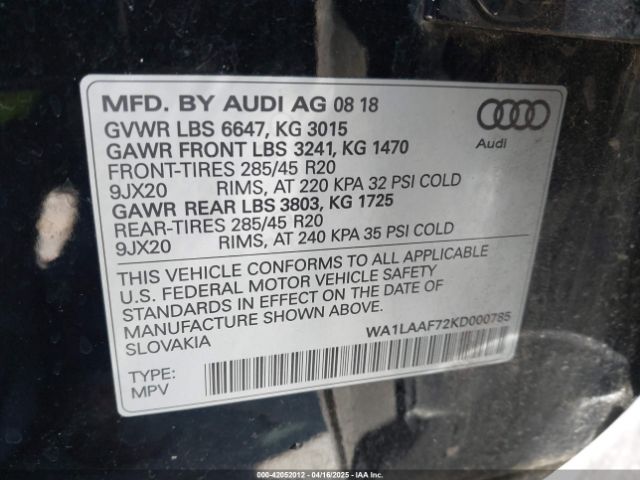 MFD. BY AUDI AG 08 18
GVWR LBS 6647, KG 3015
GAWR FRONT LBS 3241, KG 1470
FRONT-TIRES 285/45 R20
9JX20 RIMS, AT 220 KPA 32 PSI COLD
GAWR REAR LBS 3803, KG 1725
REAR-TIRES 285/45 R20
9JX20 RIMS, AT 240 KPA 35 PSI COLD
Audi
THIS VEHICLE CONFORMS TO ALL APPLICABLE
U.S. FEDERAL MOTOR VEHICLE SAFETY
STANDARDS IN EFFECT ON THE DATE OF
MANUFACTURE SHOWN ABOVE.
SLOVAKIA
WA1LAAF72KD000785
TYPE:
MPV
000-42052012 - 04/16/2025 - IAAI.COM